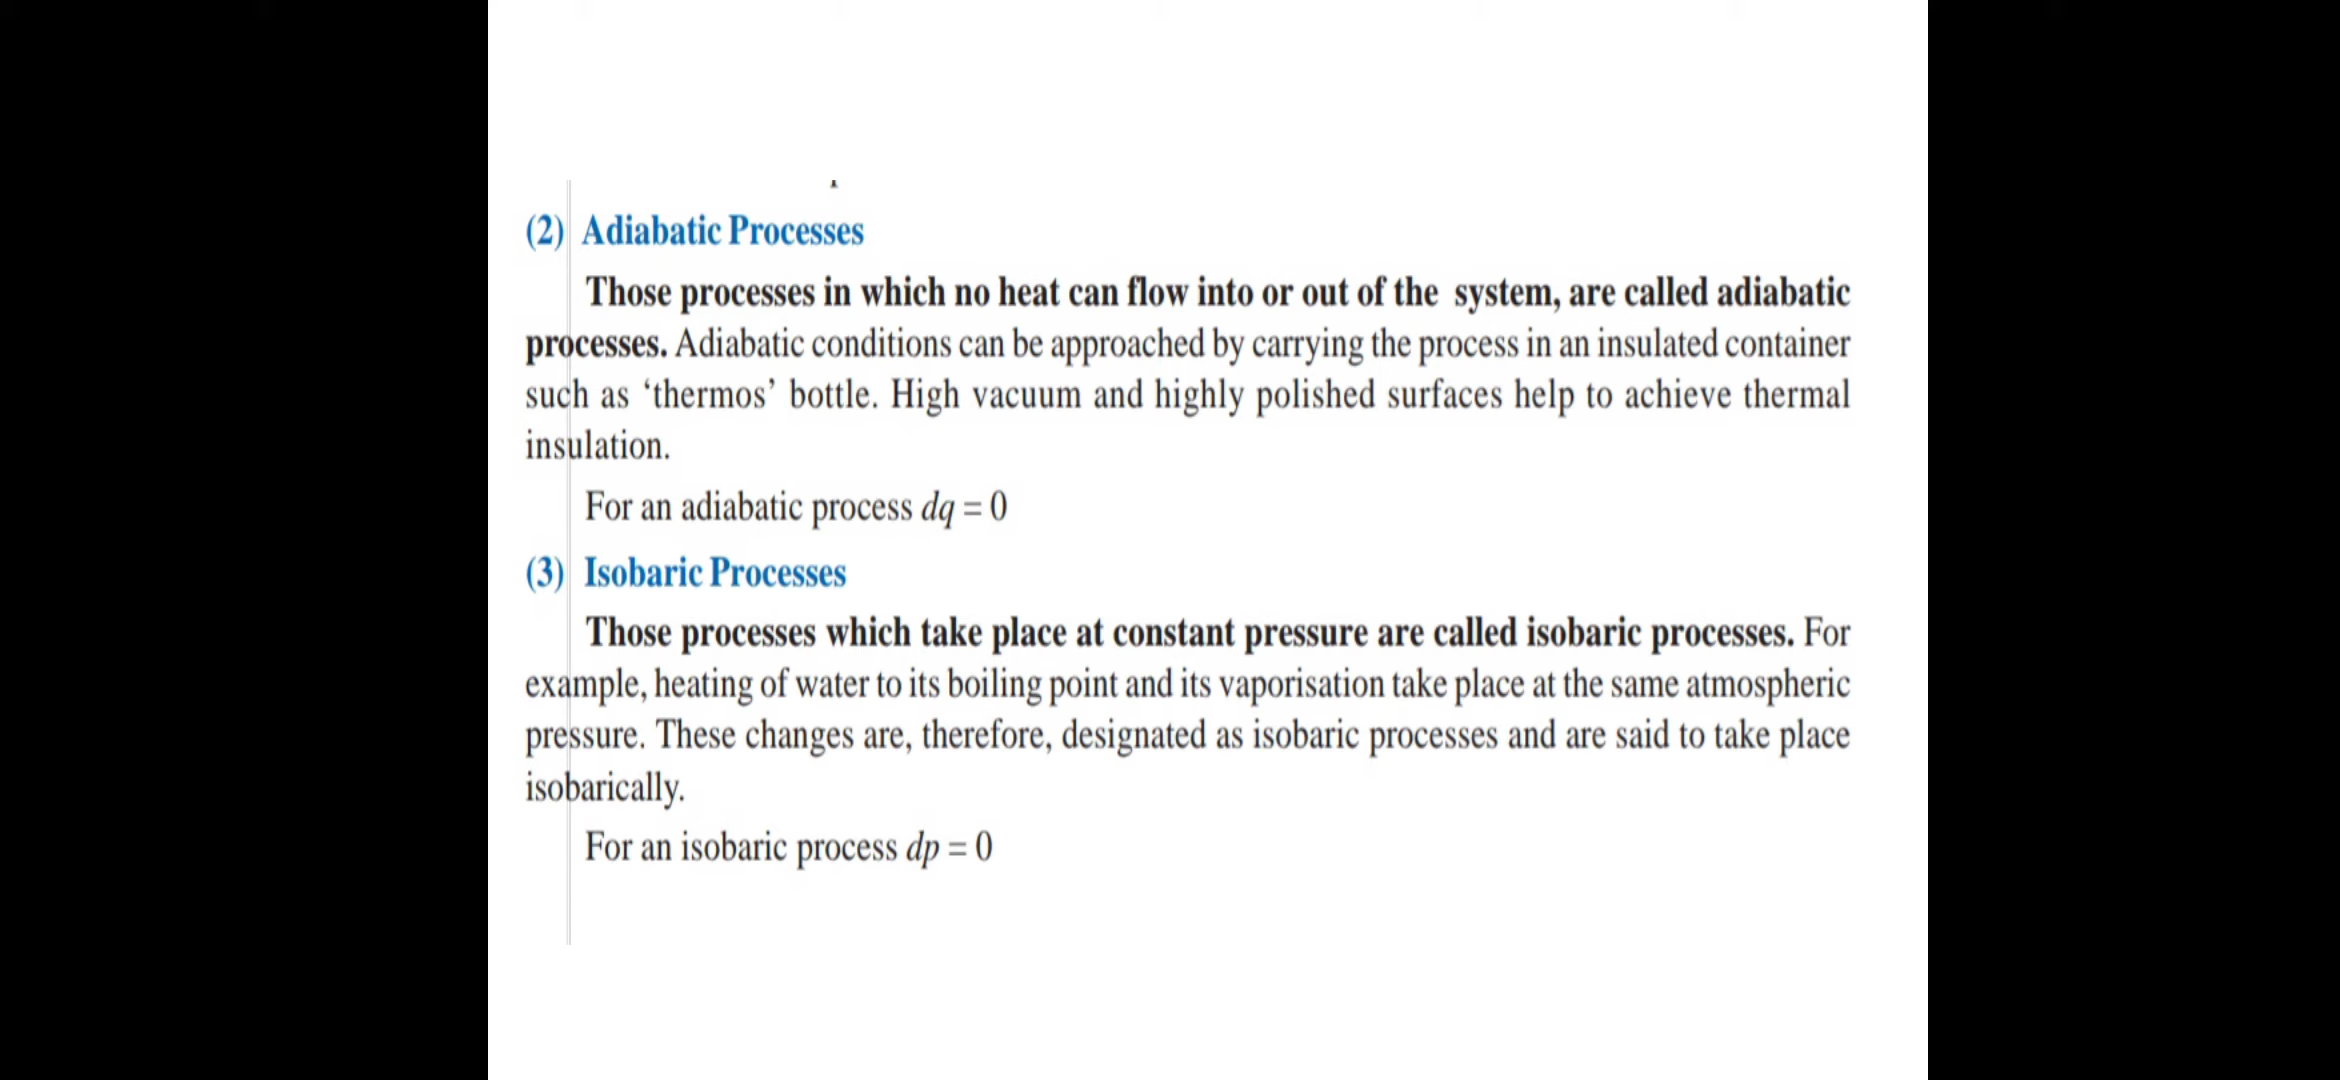 (2) Adiabatic Processes
Those processes in which no heat can flow into or out of the system, are called adiabatic
processes. Adiabatic conditions can be approached by carrying the process in an insulated container
such as ‘thermos’ bottle. High vacuum and highly polished surfaces help to achieve thermal
insulation.
For an adiabatic process dq = 0
(3) Isobaric Processes
Those processes which take place at constant pressure are called isobaric processes. For
example, heating of water to its boiling point and its vaporisation take place at the same atmospheric
pressure. These changes are, therefore, designated as isobaric processes and are said to take place
isobarically.
For an isobaric process dp = 0